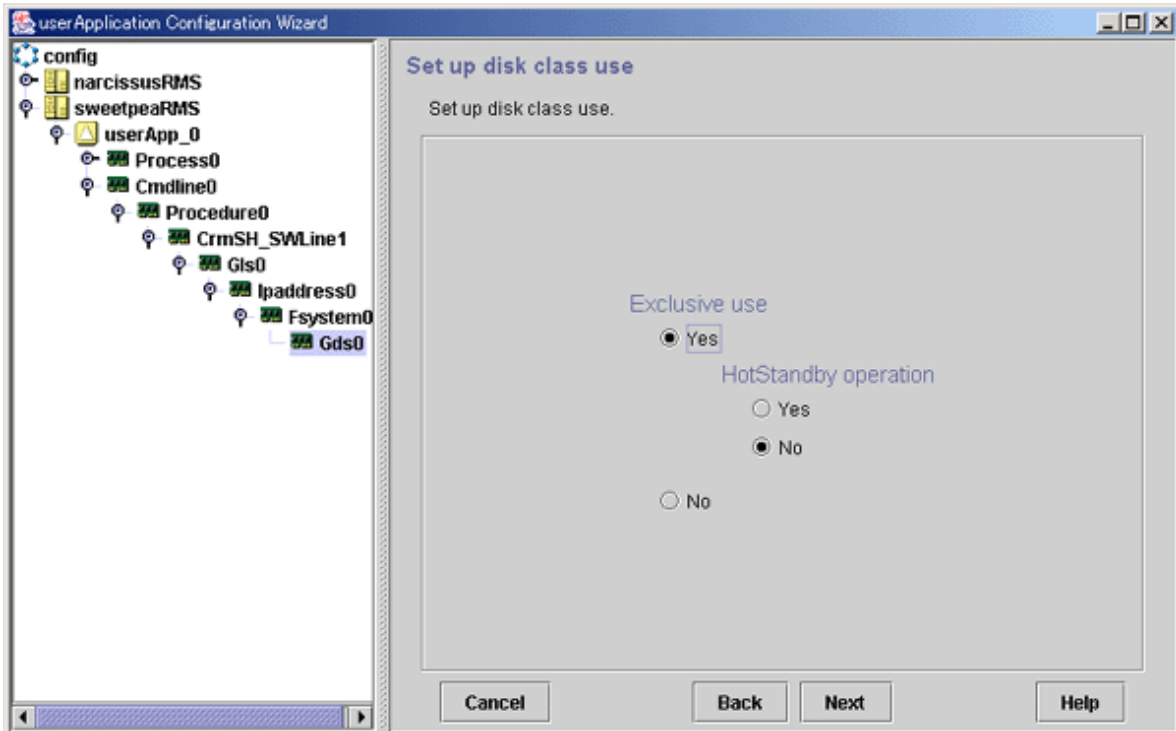 userApplication Configuration Wizard
config
narcissusRMS
sweetpeaRMS
userApp_0
Process0
Cmdline0
Procedure0
CrmSH_SWLine1
Gls0
Ipaddress0
Fsystem0
Gds0
Set up disk class use
Set up disk class use.
Exclusive use
Yes
HotStandby operation
Yes
No
No
Cancel
Back
Next
Help